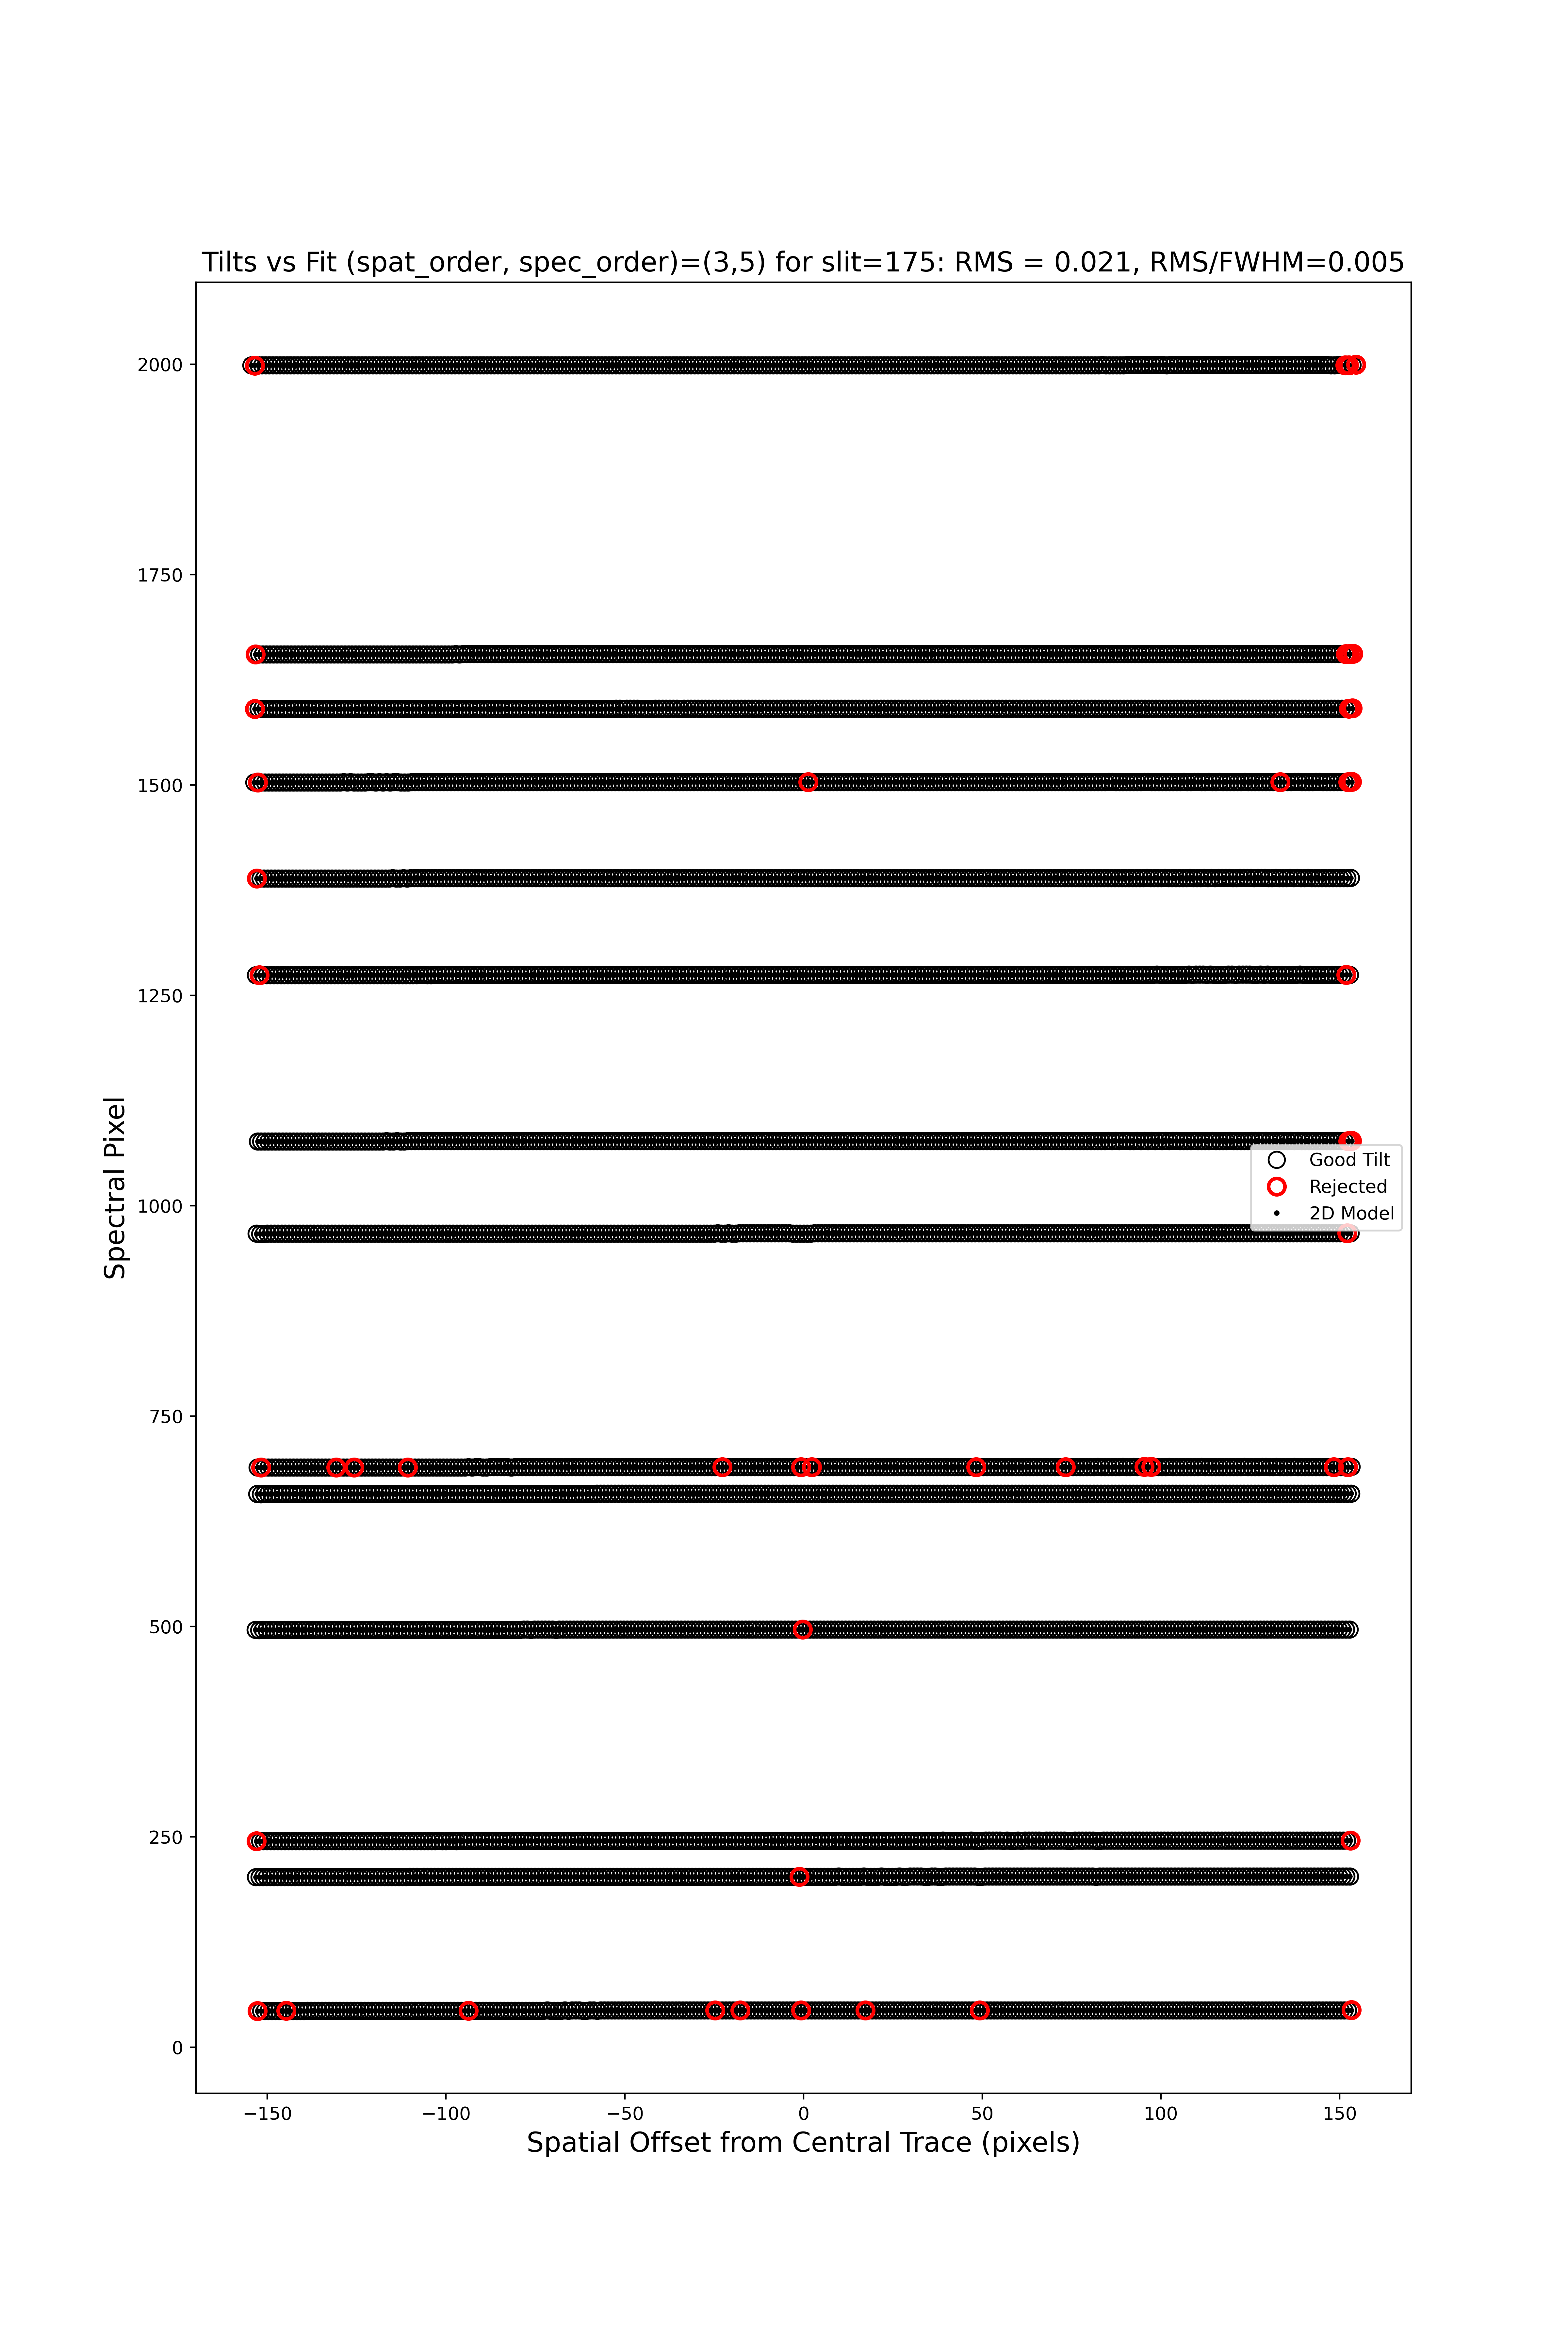 Tilts vs Fit (spat_order, spec_order)=(3,5) for slit=175: RMS = 0.021, RMS/FWHM=0.005
2000
1750
1500
1250
1000
750
500
250
0
Spectral Pixel
Good Tilt
Rejected
2D Model
−150 −100 −50 0 50 100 150
Spatial Offset from Central Trace (pixels)